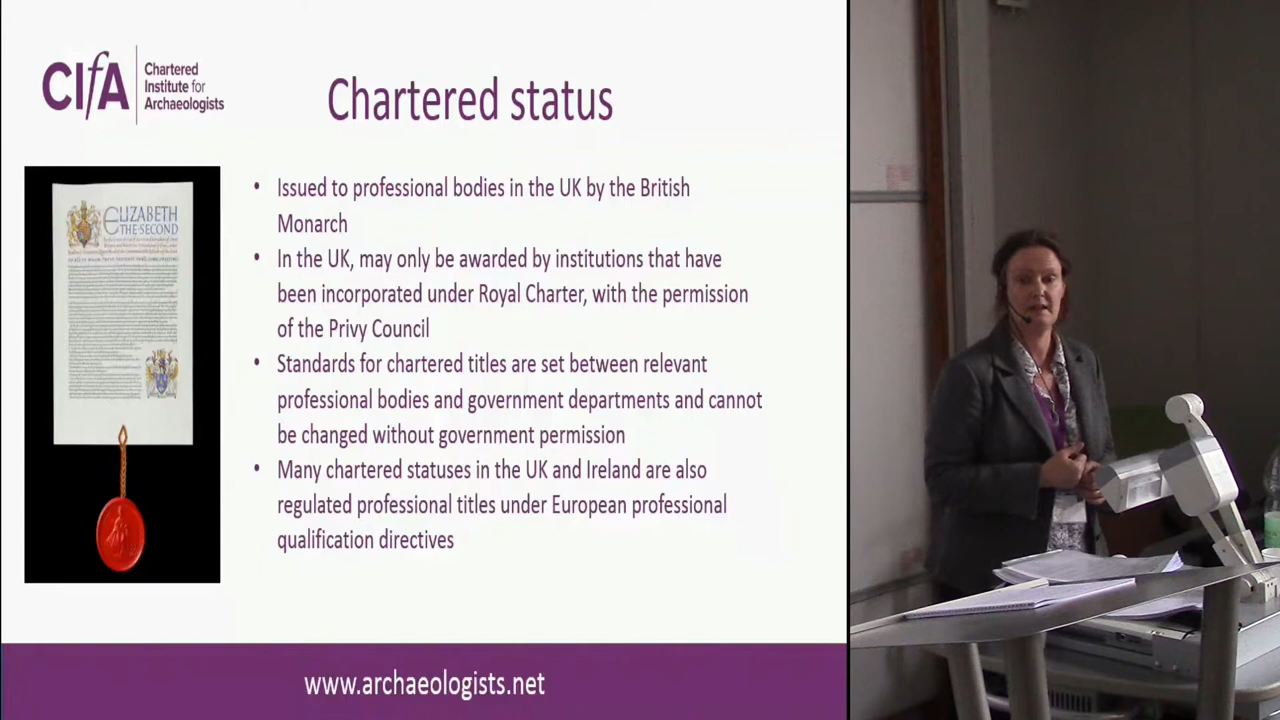 CIfA
Chartered
Institute for
Archaeologists
Chartered status
ELIZABETH
THE SECOND
• Issued to professional bodies in the UK by the British
Monarch
• In the UK, may only be awarded by institutions that have
been incorporated under Royal Charter, with the permission
of the Privy Council
• Standards for chartered titles are set between relevant
professional bodies and government departments and cannot
be changed without government permission
• Many chartered statuses in the UK and Ireland are also
regulated professional titles under European professional
qualification directives
www.archaeologists.net